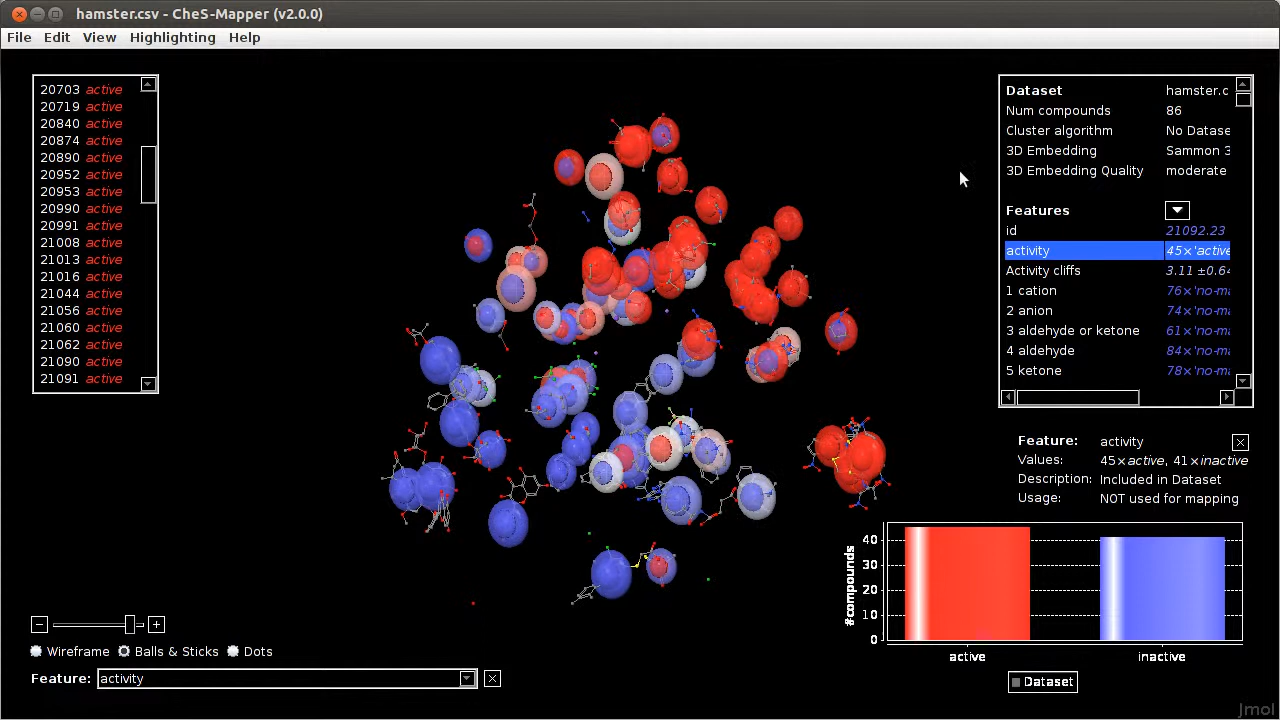 hamster.csv - CheS-Mapper (v2.0.0)
File Edit View Highlighting Help
20703 active
20719 active
20840 active
20874 active
20890 active
20952 active
20953 active
20990 active
20991 active
21008 active
21013 active
21016 active
21044 active
21056 active
21060 active
21062 active
21090 active
21091 active
Dataset hamster.c
Num compounds 86
Cluster algorithm No Datase
3D Embedding Sammon 3
3D Embedding Quality moderate
Features
id 21092.23
activity 45×'active
Activity cliffs 3.11 ±0.64
1 cation 76×'no-ma
2 anion 74×'no-ma
3 aldehyde or ketone 61×'no-ma
4 aldehyde 84×'no-ma
5 ketone 78×'no-ma
Feature: activity
Values: 45×active, 41×inactive
Description: Included in Dataset
Usage: NOT used for mapping
#compounds
40
30
20
10
0
active inactive
Dataset
Wireframe Balls & Sticks Dots
Feature: activity
Jmol